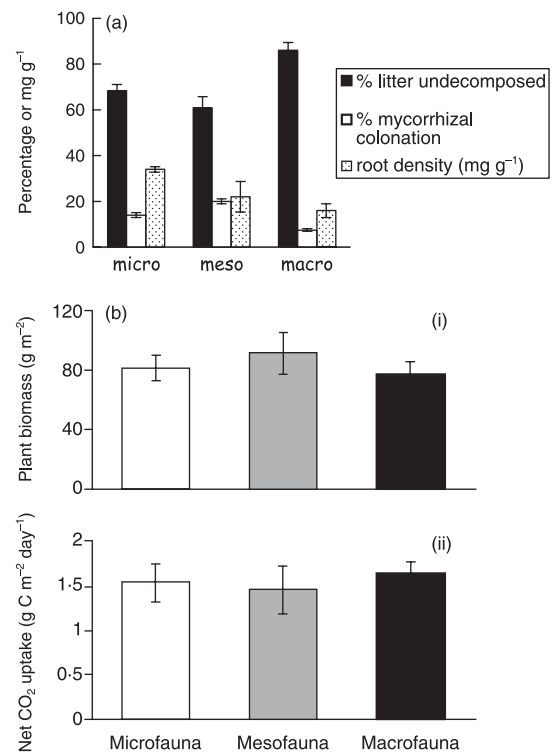 (a)
Percentage or mg g⁻¹
100
80
60
40
20
0
micro meso macro
% litter undecomposed
% mycorrhizal
colonation
root density (mg g⁻¹)
(b)
(i)
Plant biomass (g m⁻²)
120
80
40
0
(ii)
Net CO₂ uptake (g C m⁻² day⁻¹)
2
1·5
1
0·5
0
Microfauna Mesofauna Macrofauna